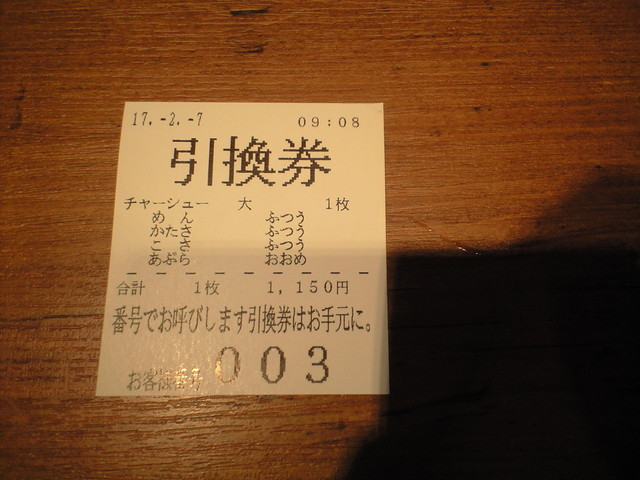 17.-2.-7 09:08
引換券
チャーシュー 大 1枚
めん ふつう
かたさ ふつう
こさ ふつう
あぶら おおめ
合計 1枚 1,150円
番号でお呼びします引換券はお手元に。
お客様番号 003